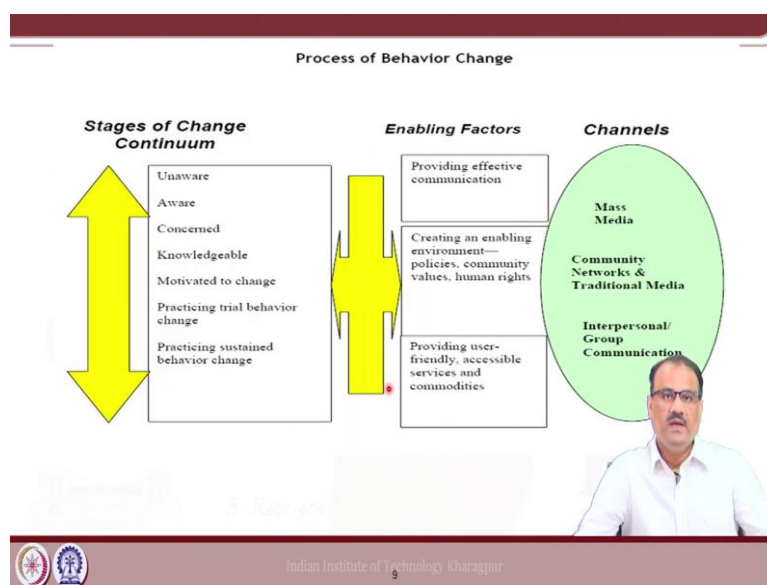 Process of Behavior Change
Stages of Change
Continuum
Unaware
Aware
Concerned
Knowledgeable
Motivated to change
Practicing trial behavior
change
Practicing sustained
behavior change
Enabling Factors
Providing effective
communication
Creating an enabling
environment—
policies, community
values, human rights
Providing user-
friendly, accessible
services and
commodities
Channels
Mass
Media
Community
Networks &
Traditional Media
Interpersonal/
Group
Communication
Indian Institute of Technology Kharagpur
9